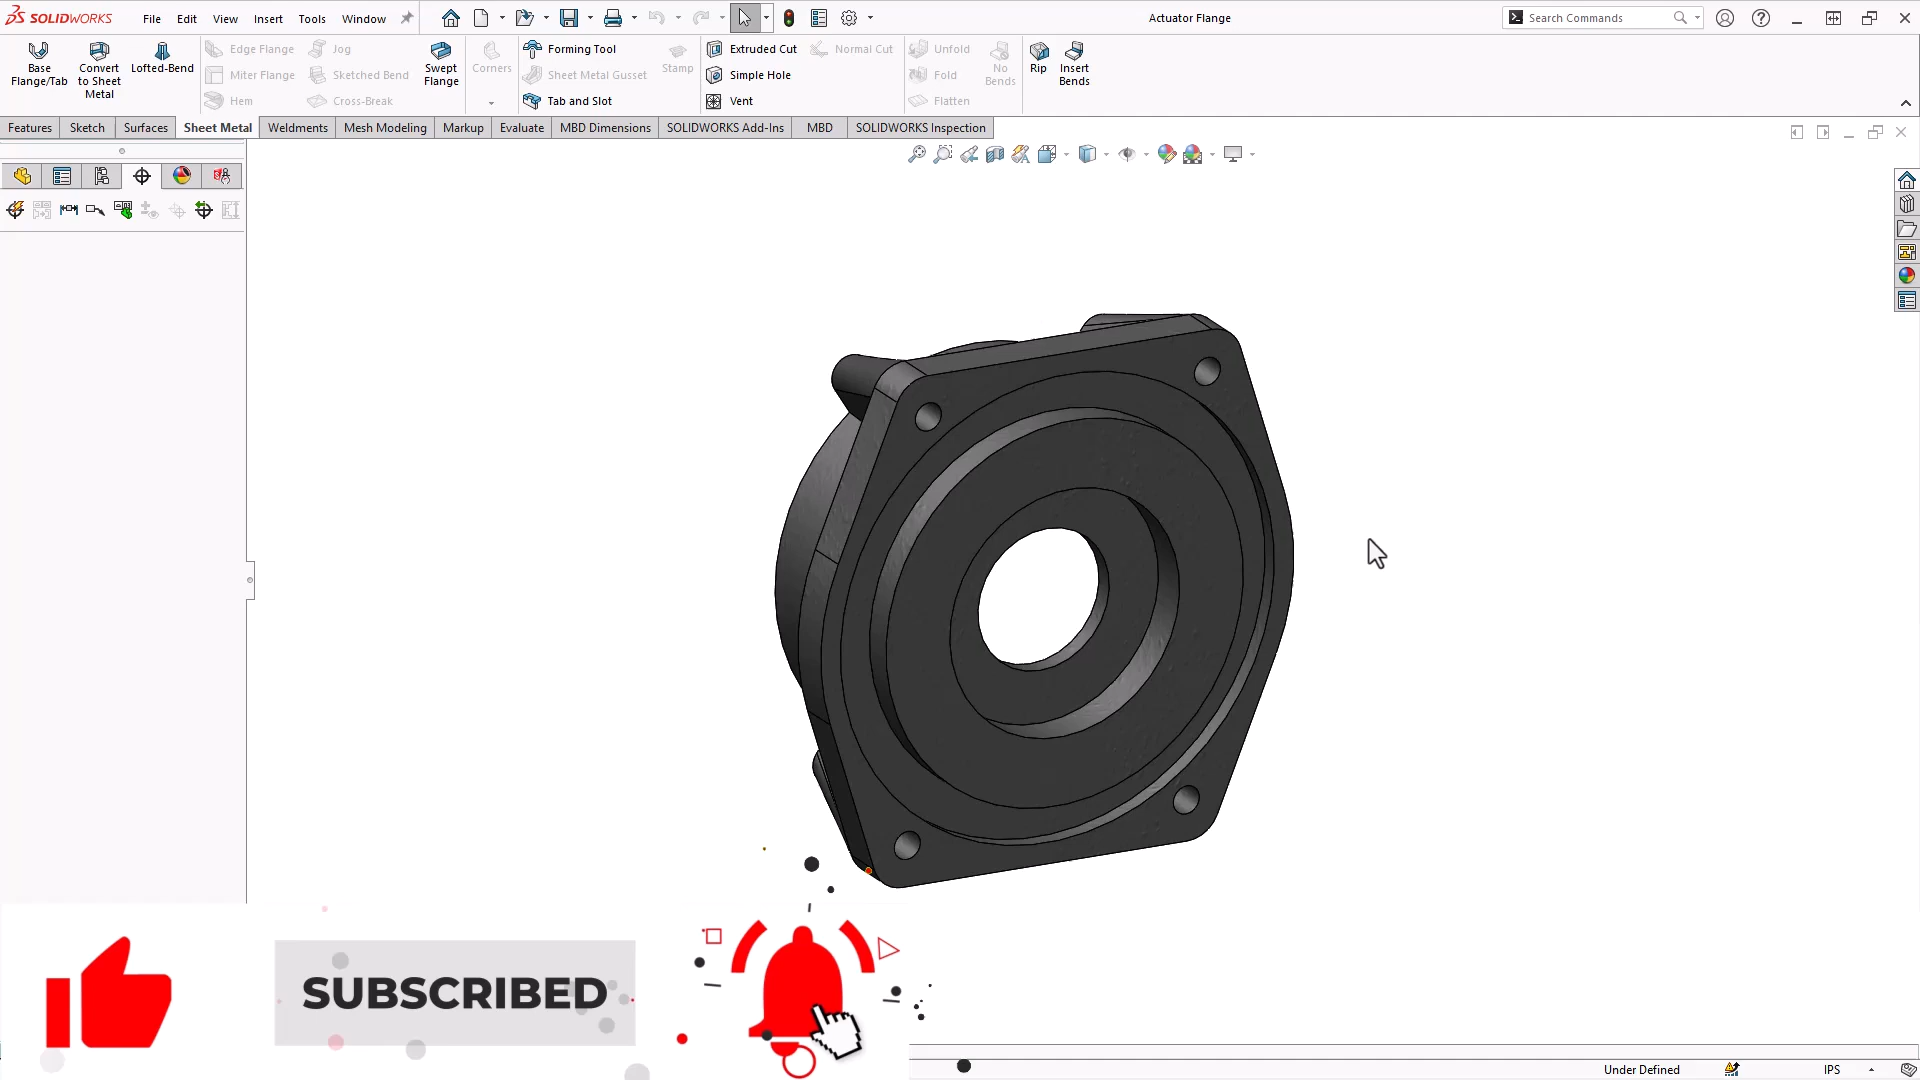 SOLIDWORKS File Edit View Insert Tools Window Actuator Flange Search Commands
Base Flange/Tab
Convert to Sheet Metal
Lofted-Bend
Edge Flange
Miter Flange
Hem
Jog
Sketched Bend
Cross-Break
Swept Flange
Corners
Forming Tool
Sheet Metal Gusset
Tab and Slot
Stamp
Extruded Cut
Simple Hole
Vent
Normal Cut
Unfold
Fold
Flatten
No Bends
Rip
Insert Bends
Features Sketch Surfaces Sheet Metal Weldments Mesh Modeling Markup Evaluate MBD Dimensions SOLIDWORKS Add-Ins MBD SOLIDWORKS Inspection
SUBSCRIBED
Under Defined IPS